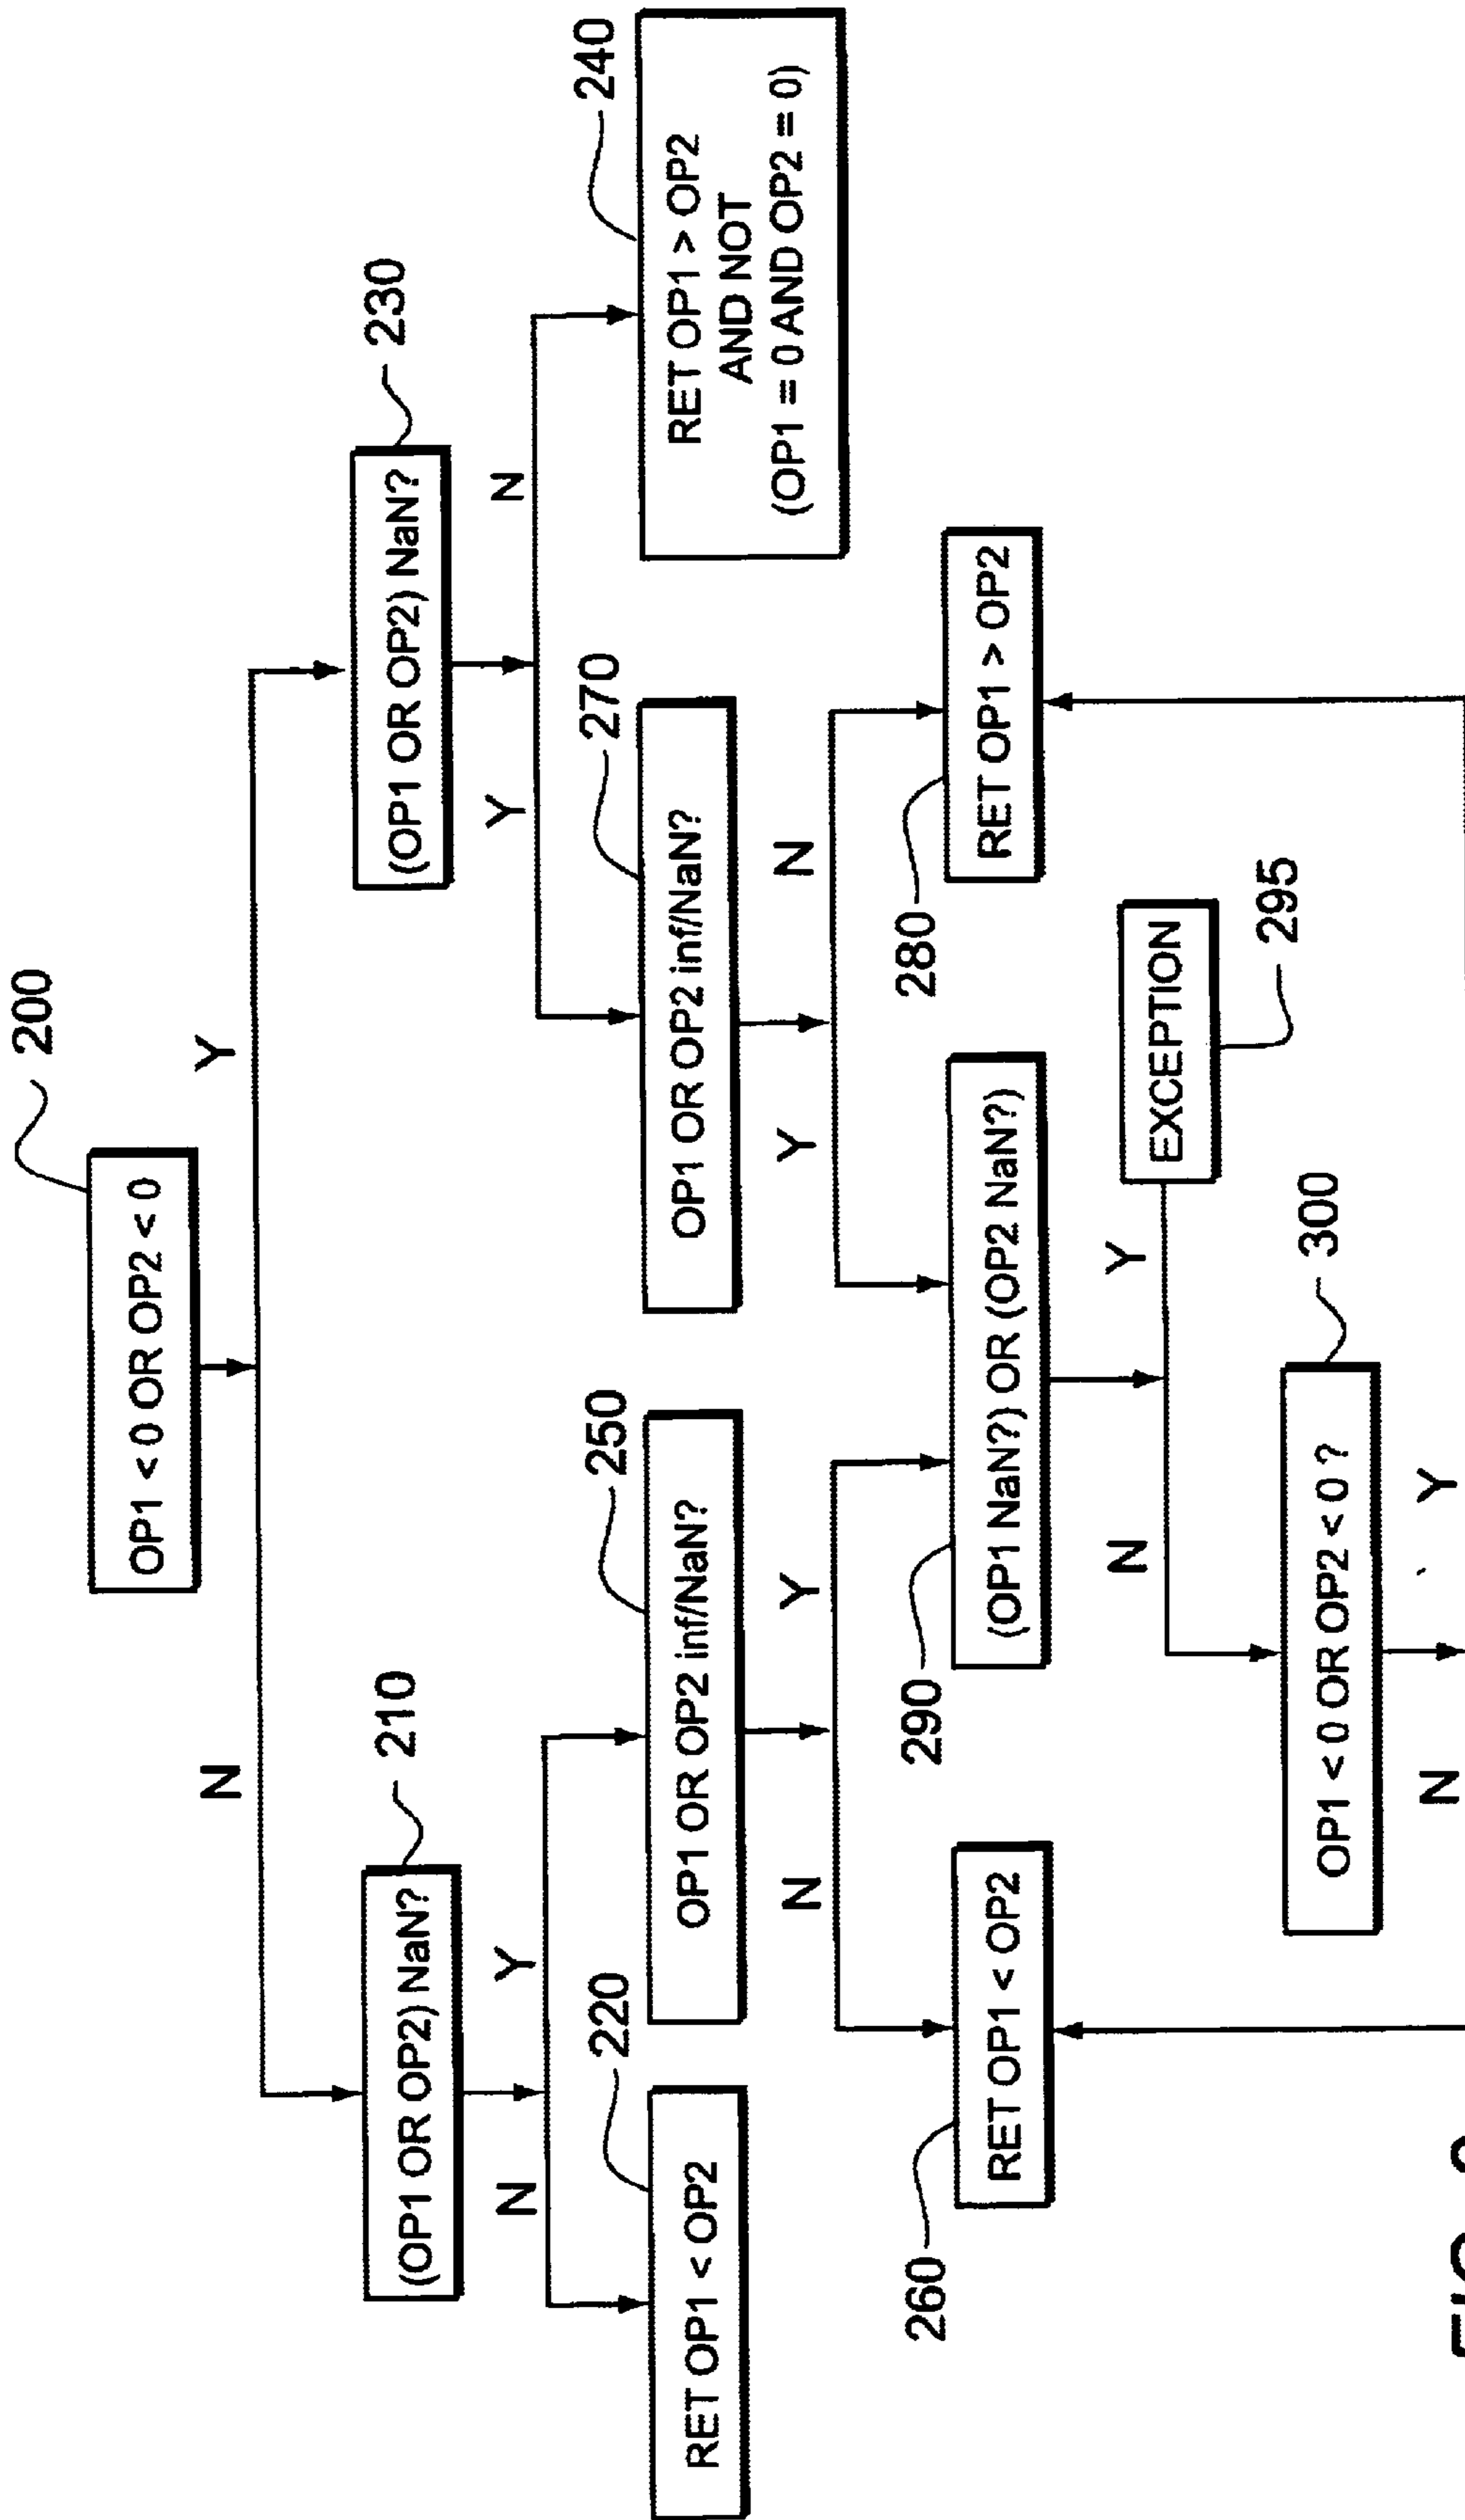 200
OP1 < 0 OR OP2 < 0
N
Y
210
(OP1 OR OP2) NaN?
230
(OP1 OR OP2) NaN?
N
Y
Y
N
220
RET OP1 < OP2
250
OP1 OR OP2 inf/NaN?
270
OP1 OR OP2 inf/NaN?
240
RET OP1 > OP2
AND NOT
(OP1 = 0 AND OP2 = 0)
N
Y
Y
N
260
RET OP1 < OP2
290
(OP1 NaN?) OR (OP2 NaN?)
280
RET OP1 > OP2
N
Y
EXCEPTION
295
300
OP1 < 0 OR OP2 < 0 ?
N
Y